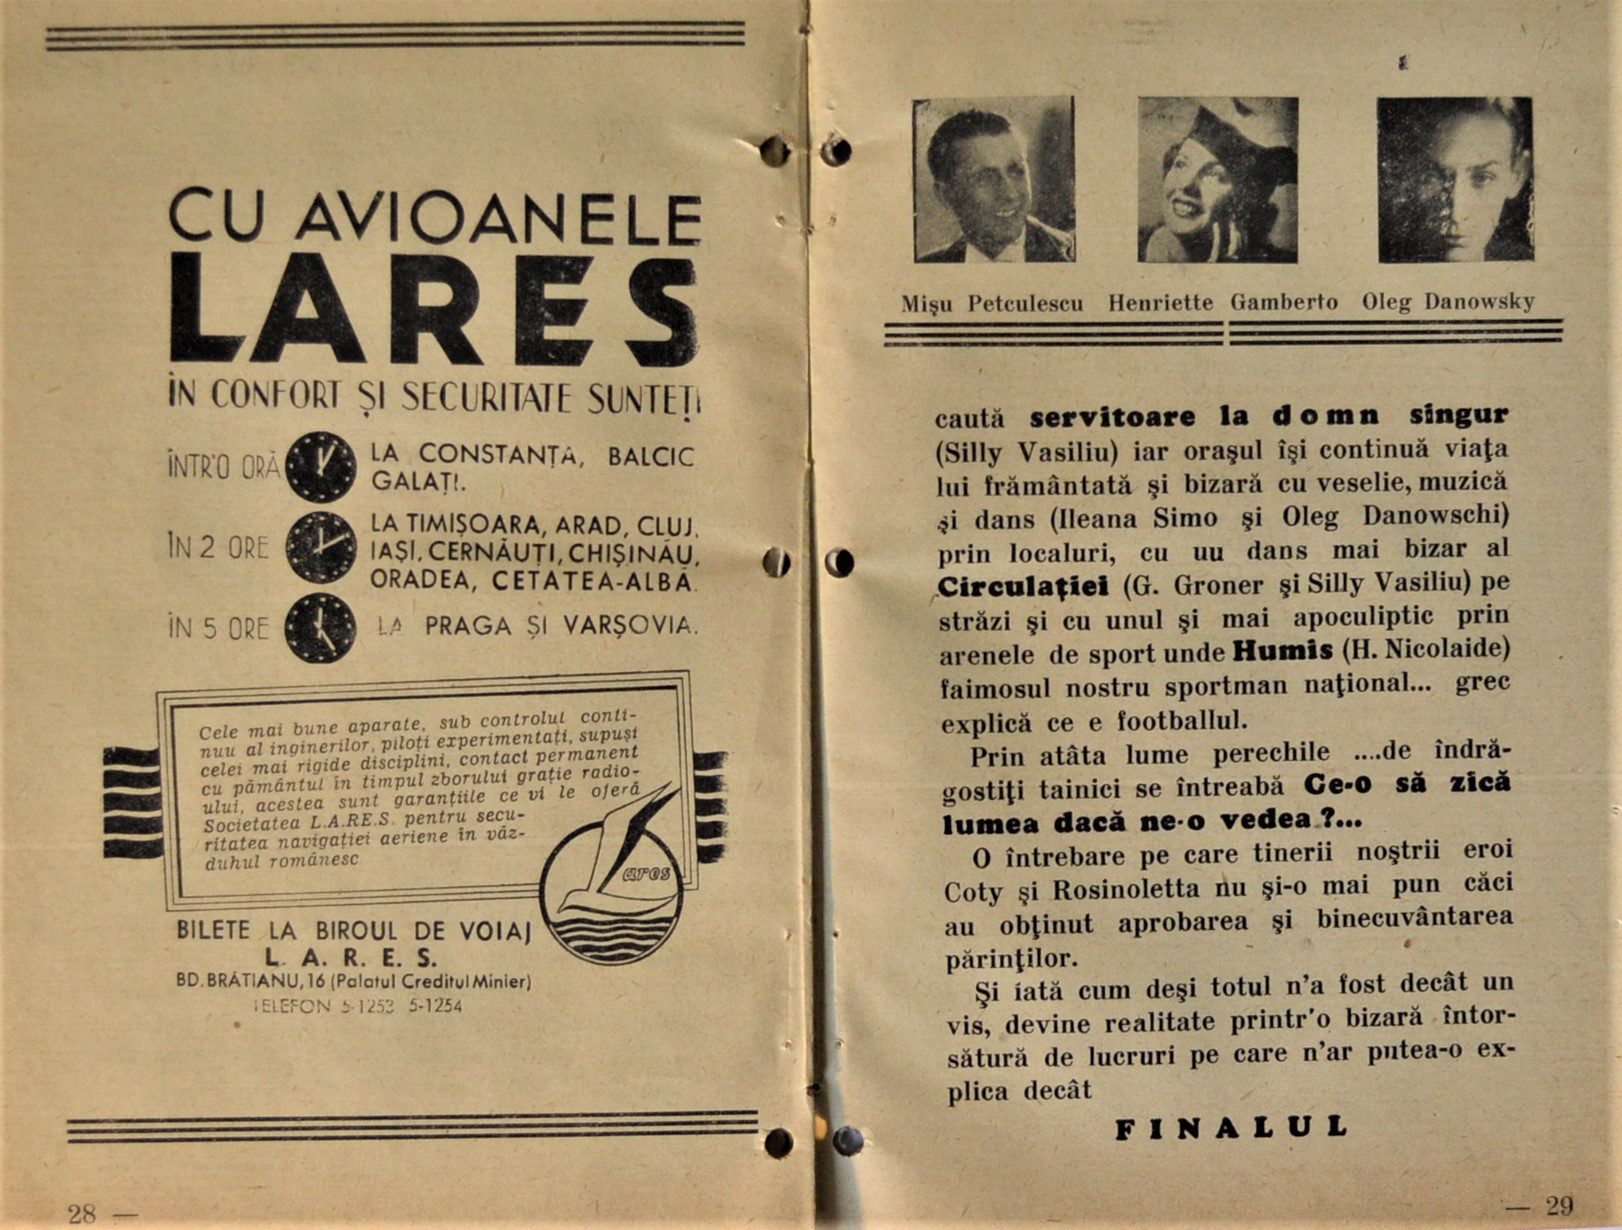 CU AVIOANELE
LARES
ÎN CONFORT ȘI SECURITATE SUNTEȚI
ÎNTR'O ORĂ
LA CONSTANȚA, BALCIC
GALAȚI.
ÎN 2 ORE
LA TIMIȘOARA, ARAD, CLUJ,
IAȘI, CERNĂUȚI, CHIȘINĂU,
ORADEA, CETATEA-ALBĂ.
ÎN 5 ORE
LA PRAGA ȘI VARȘOVIA.
Cele mai bune aparate, sub controlul conti-
nuu al inginerilor, piloți experimentați, supuși
celei mai rigide disciplini, contact permanent
cu pământul în timpul zborului grație radio-
ului, acestea sunt garanțiile ce vi le oferă
Societatea L.A.R.E.S. pentru secu-
ritatea navigației aeriene în văz-
duhul românesc
ares
BILETE LA BIROUL DE VOIAJ
L. A. R. E. S.
BD. BRĂTIANU, 16 (Palatul Creditul Minier)
TELEFON 5-1253 5-1254
28 —
Mișu Petculescu Henriette Gamberto Oleg Danowsky
caută servitoare la domn singur
(Silly Vasiliu) iar orașul își continuă viața
lui frământată și bizară cu veselie, muzică
și dans (Ileana Simo și Oleg Danowschi)
prin localuri, cu uu dans mai bizar al
Circulației (G. Groner și Silly Vasiliu) pe
străzi și cu unul și mai apoculiptic prin
arenele de sport unde Humis (H. Nicolaide)
faimosul nostru sportman național... grec
explică ce e footballul.
Prin atâta lume perechile ....de îndră-
gostiți tainici se întreabă Ce-o să zică
lumea dacă ne-o vedea ?...
O întrebare pe care tinerii noștrii eroi
Coty și Rosinoletta nu și-o mai pun căci
au obținut aprobarea și binecuvântarea
părinților.
Și iată cum deși totul n'a fost decât un
vis, devine realitate printr'o bizară întor-
sătură de lucruri pe care n'ar putea-o ex-
plica decât
FINALUL
— 29